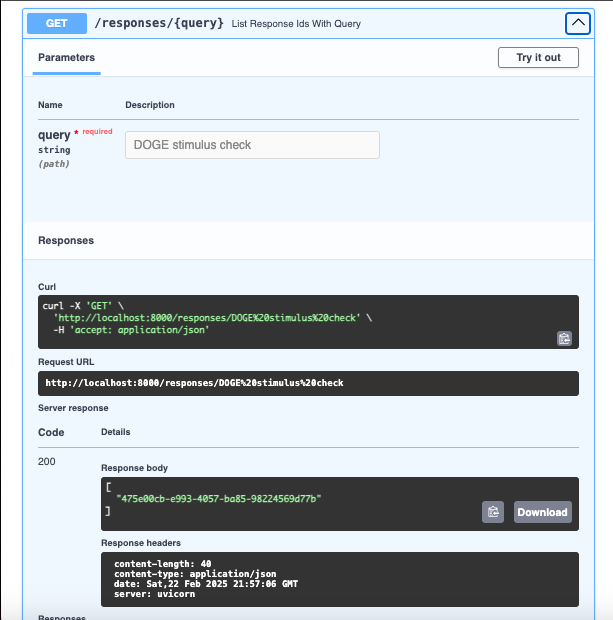 GET /responses/{query} List Response Ids With Query
Parameters
Try it out
Name Description
query * required
string
(path)
DOGE stimulus check
Responses
Curl
curl -X 'GET' \
'http://localhost:8000/responses/DOGE%20stimulus%20check' \
-H 'accept: application/json'
Request URL
http://localhost:8000/responses/DOGE%20stimulus%20check
Server response
Code Details
200
Response body
[
"475e00cb-e993-4057-ba85-98224569d77b"
]
Download
Response headers
content-length: 40
content-type: application/json
date: Sat,22 Feb 2025 21:57:06 GMT
server: uvicorn
Responses